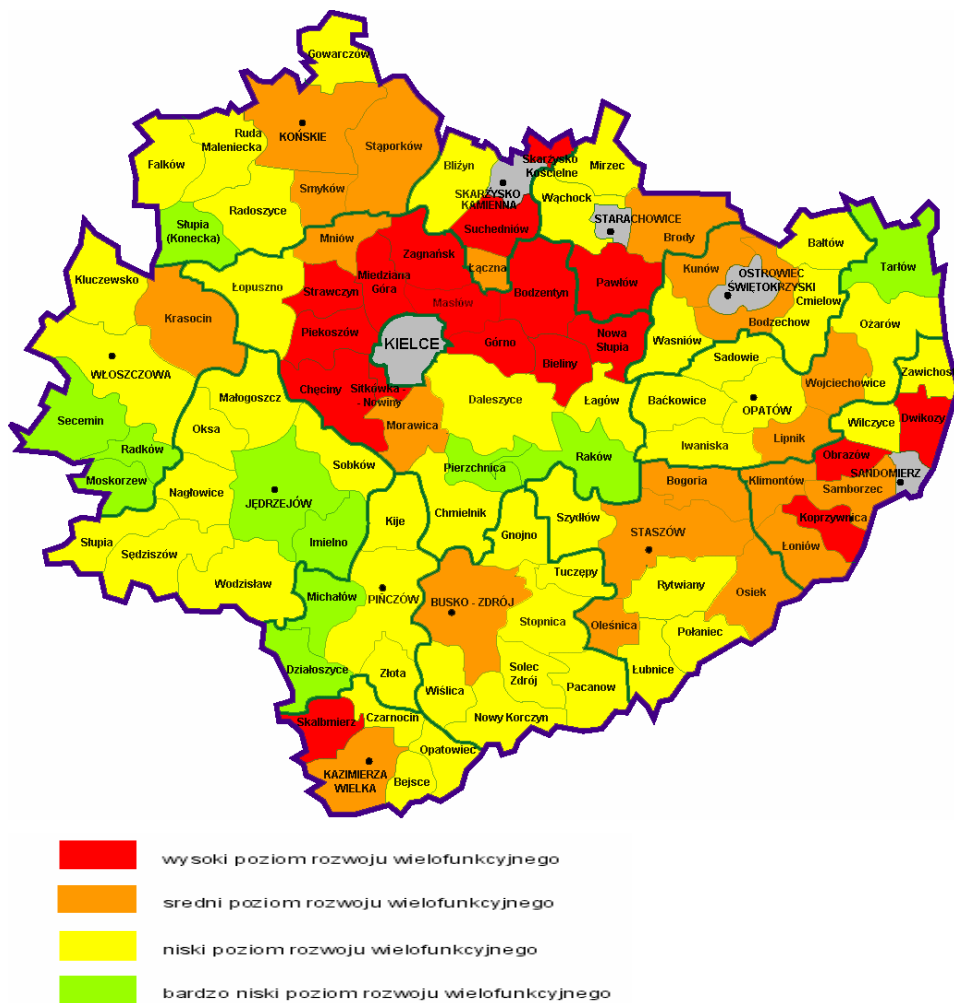 Gowarczów
KOŃSKIE
Ruda
Maleniecka
Stąporków
Fałków
Smyków
Radoszyce
Słupia
(Konecka)
Bliżyn
Skarżysko
Kościelne
Mirzec
SKARŻYSKO
KAMIENNA
Wąchock
STARACHOWICE
Suchedniów
Brody
Mniów
Zagnańsk
Łączna
Miedziana
Góra
Strawczyn
Masłów
Bodzentyn
Pawłów
Kunów
OSTROWIEC
ŚWIĘTOKRZYSKI
Bałtów
Tarłów
Cmielow
Bodzechow
Ożarów
Kluczewsko
Łopuszno
Krasocin
Piekoszów
KIELCE
Górno
Nowa
Słupia
Bieliny
Waśniów
Sadowie
Wojciechowice
Zawichost
WŁOSZCZOWA
Małogoszcz
Chęciny
Sitkówka -
- Nowiny
Morawica
Daleszyce
Łagów
Baćkowice
OPATÓW
Wilczyce
Dwikozy
Secemin
Radków
Oksa
Iwaniska
Lipnik
Obrazów
SANDOMIERZ
Moskorzew
Nagłowice
JĘDRZEJÓW
Sobków
Pierzchnica
Raków
Bogoria
Klimontów
Samborzec
Koprzywnica
Łoniów
Słupia
Sędziszów
Imielno
Kije
Chmielnik
Gnojno
Szydłów
STASZÓW
Wodzisław
Michałów
PIŃCZÓW
BUSKO - ZDRÓJ
Tuczępy
Rytwiany
Osiek
Stopnica
Oleśnica
Połaniec
Działoszyce
Złota
Wiślica
Solec
Zdrój
Pacanow
Łubnice
Skalbmierz
Czarnocin
Nowy Korczyn
Opatowiec
KAZIMIERZA
WIELKA
Bejsce
wysoki poziom rozwoju wielofunkcyjnego
sredni poziom rozwoju wielofunkcyjnego
niski poziom rozwoju wielofunkcyjnego
bardzo niski poziom rozwoju wielofunkcyjnego